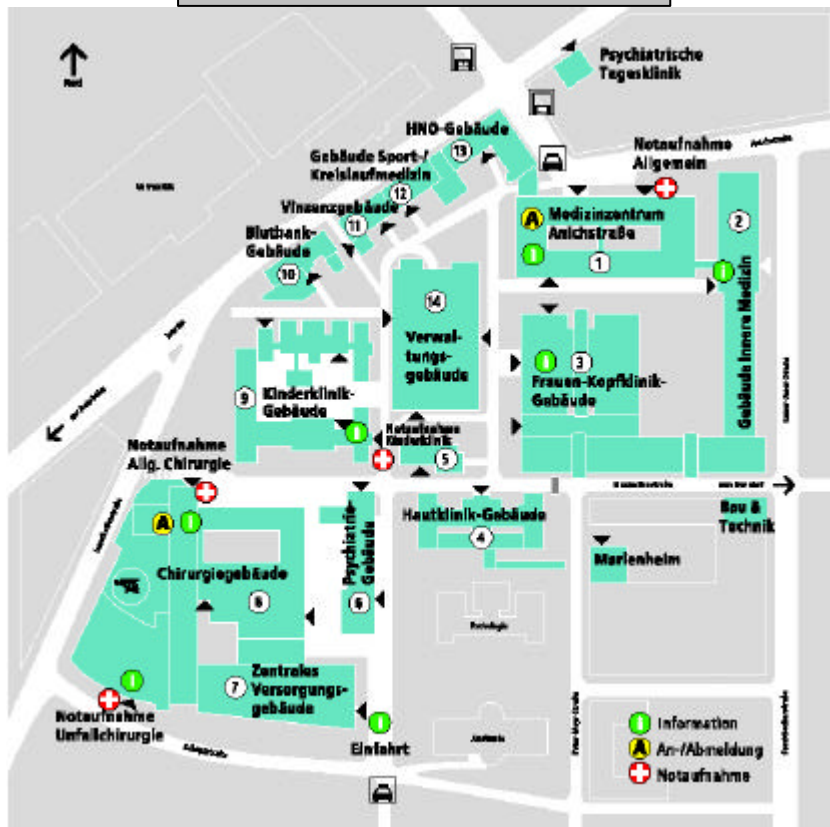 Nord
Psychiatrische
Tagesklinik
HNO-Gebäude
13
Notaufnahme
Allgemein
Gebäude Sport-/
Kreislaufmedizin
12
Vinzenzgebäude
11
Blutbank-
Gebäude
10
A
Medizinzentrum
Anichstraße
i
1
2
i
Gebäude Innere Medizin
14
Verwal-
tungs-
gebäude
i
3
Frauen-Kopfklinik-
Gebäude
9
Kinderklinik-
Gebäude
i
Notaufnahme
Kinderklinik
5
Notaufnahme
Allg. Chirurgie
A
i
Chirurgiegebäude
Psychiatrie-
Gebäude
6
Hautklinik-Gebäude
4
Bau &
Technik
Marienheim
i
7
Zentrales
Versorgungs-
gebäude
Notaufnahme
Unfallchirurgie
i
Einfahrt
i Information
A An-/Abmeldung
Notaufnahme